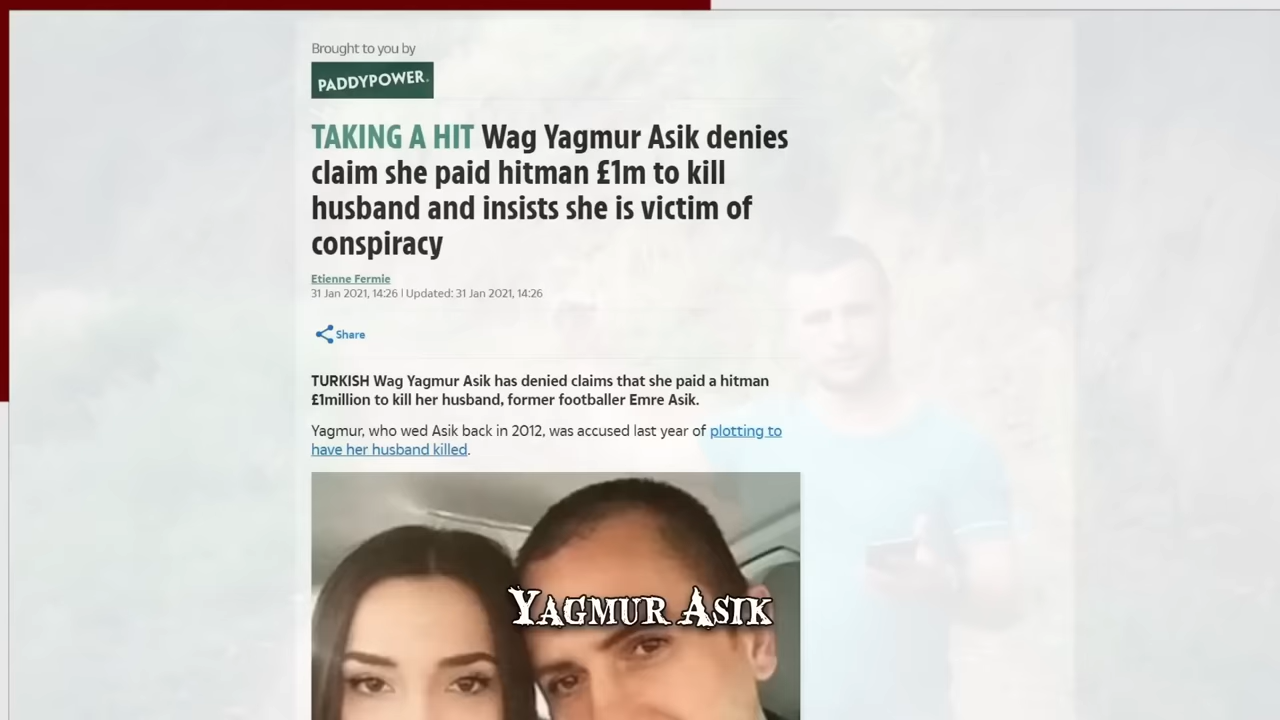 Brought to you by
PADDYPOWER.
TAKING A HIT Wag Yagmur Asik denies
claim she paid hitman £1m to kill
husband and insists she is victim of
conspiracy
Etienne Fermie
31 Jan 2021, 14:26 | Updated: 31 Jan 2021, 14:26
Share
TURKISH Wag Yagmur Asik has denied claims that she paid a hitman
£1million to kill her husband, former footballer Emre Asik.
Yagmur, who wed Asik back in 2012, was accused last year of plotting to
have her husband killed.
YAGMUR ASIK